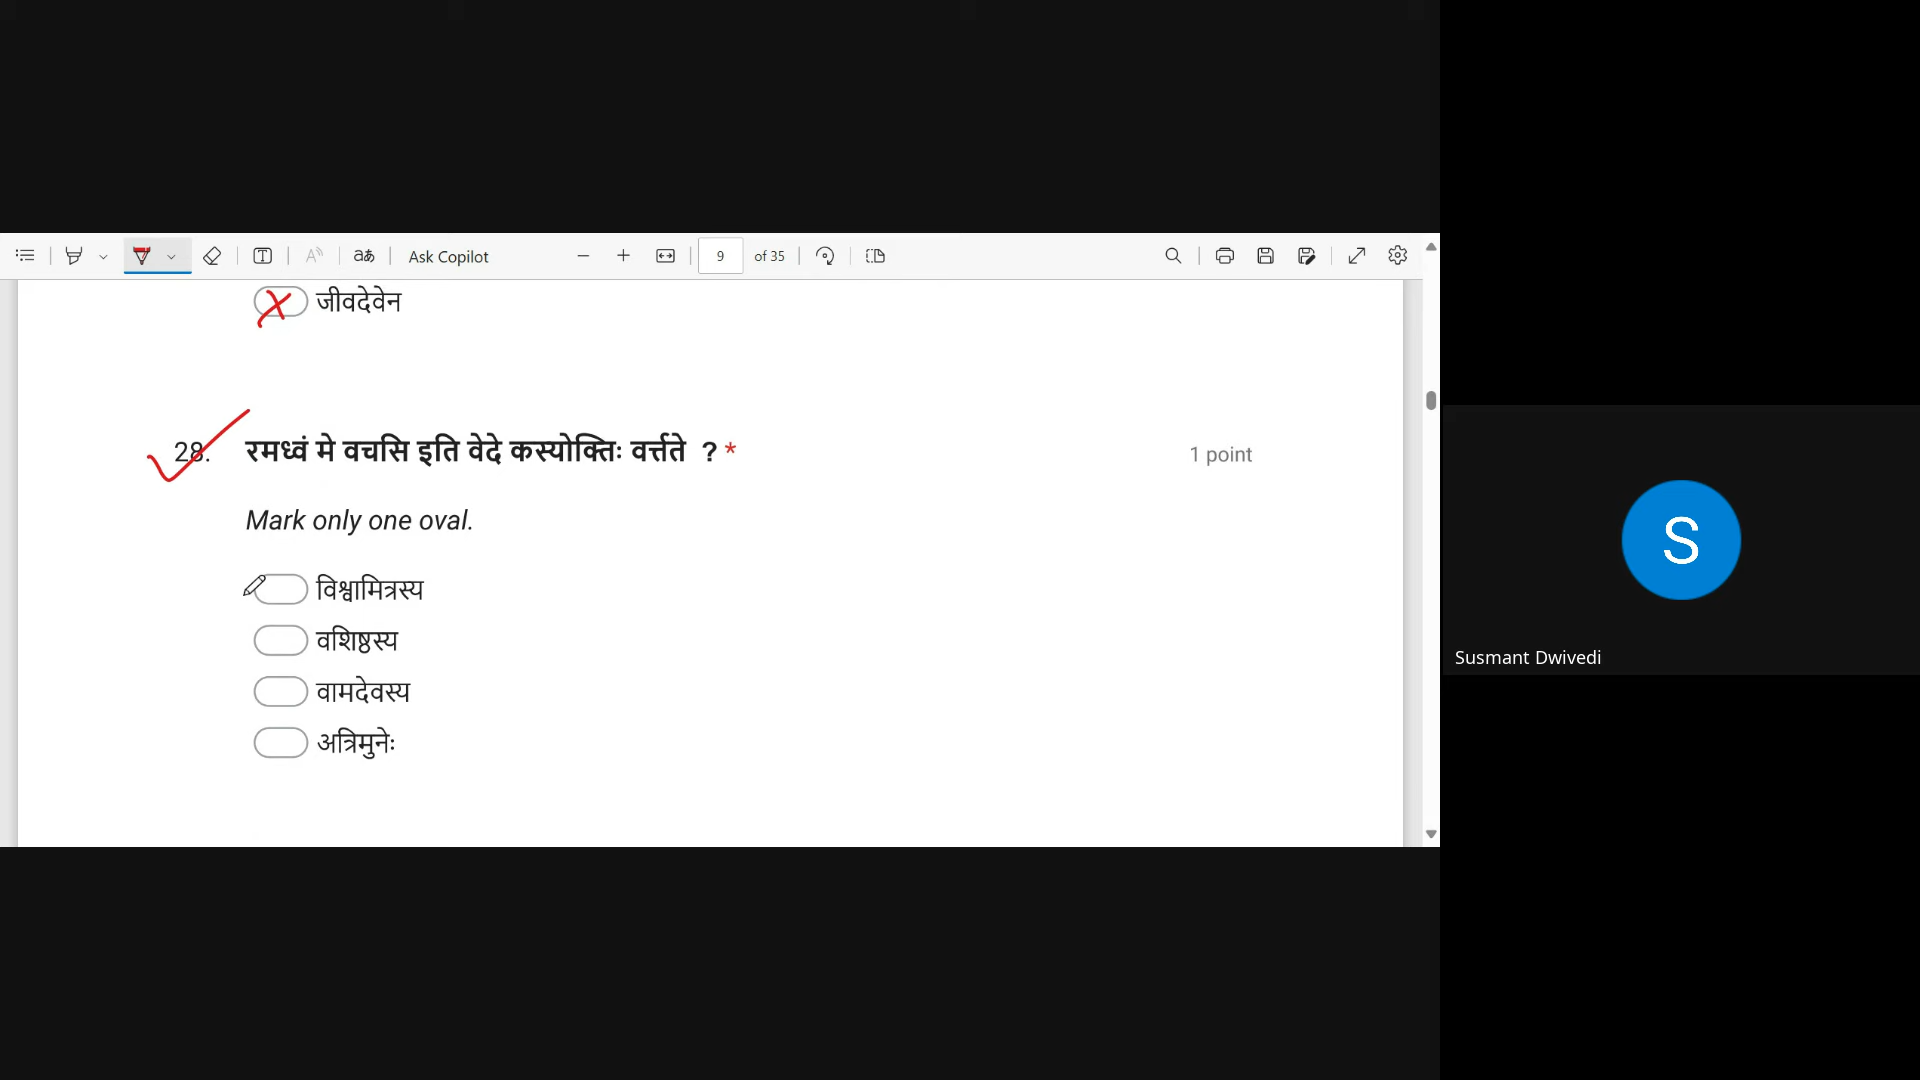 Ask Copilot
9 of 35
जीवदेवेन
28. रमध्वं मे वचसि इति वेदे कस्योक्तिः वर्त्तते ? *
1 point
Mark only one oval.
विश्वामित्रस्य
वशिष्ठस्य
वामदेवस्य
अत्रिमुनेः
S
Susmant Dwivedi